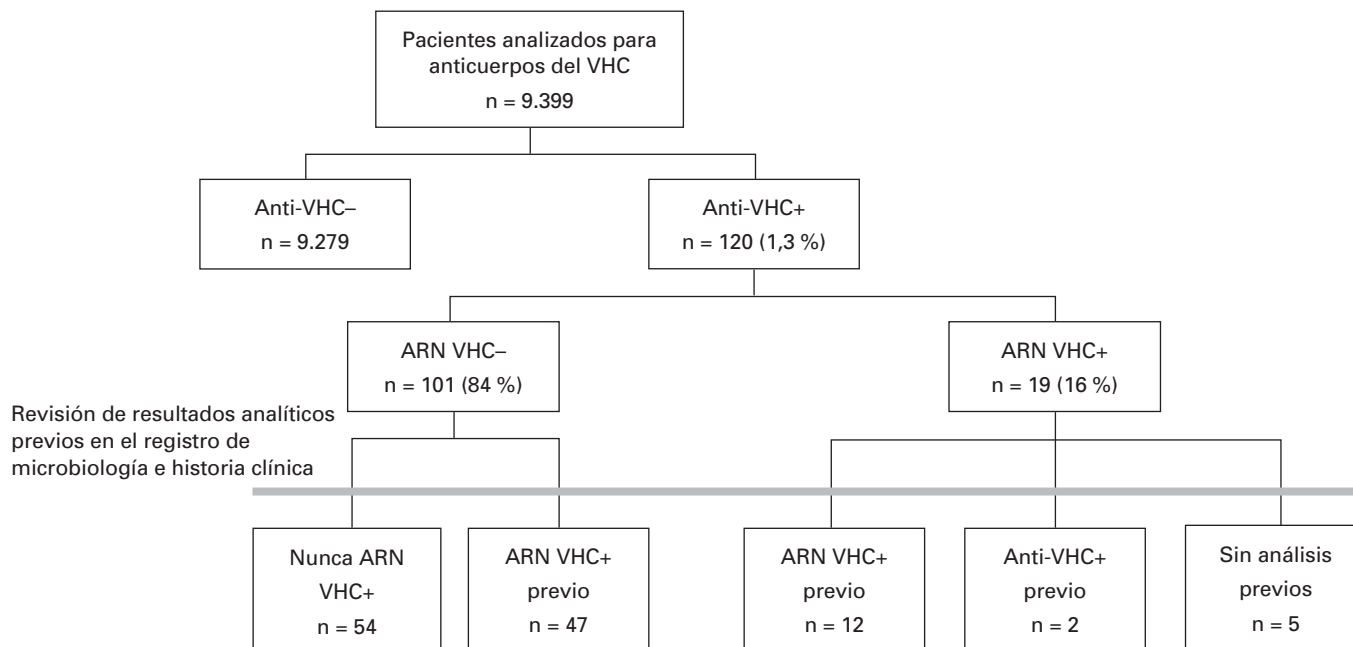 Pacientes analizados para
anticuerpos del VHC
n = 9.399
Anti-VHC–
n = 9.279
Anti-VHC+
n = 120 (1,3 %)
ARN VHC–
n = 101 (84 %)
ARN VHC+
n = 19 (16 %)
Revisión de resultados analíticos
previos en el registro de
microbiología e historia clínica
Nunca ARN
VHC+
n = 54
ARN VHC+
previo
n = 47
ARN VHC+
previo
n = 12
Anti-VHC+
previo
n = 2
Sin análisis
previos
n = 5